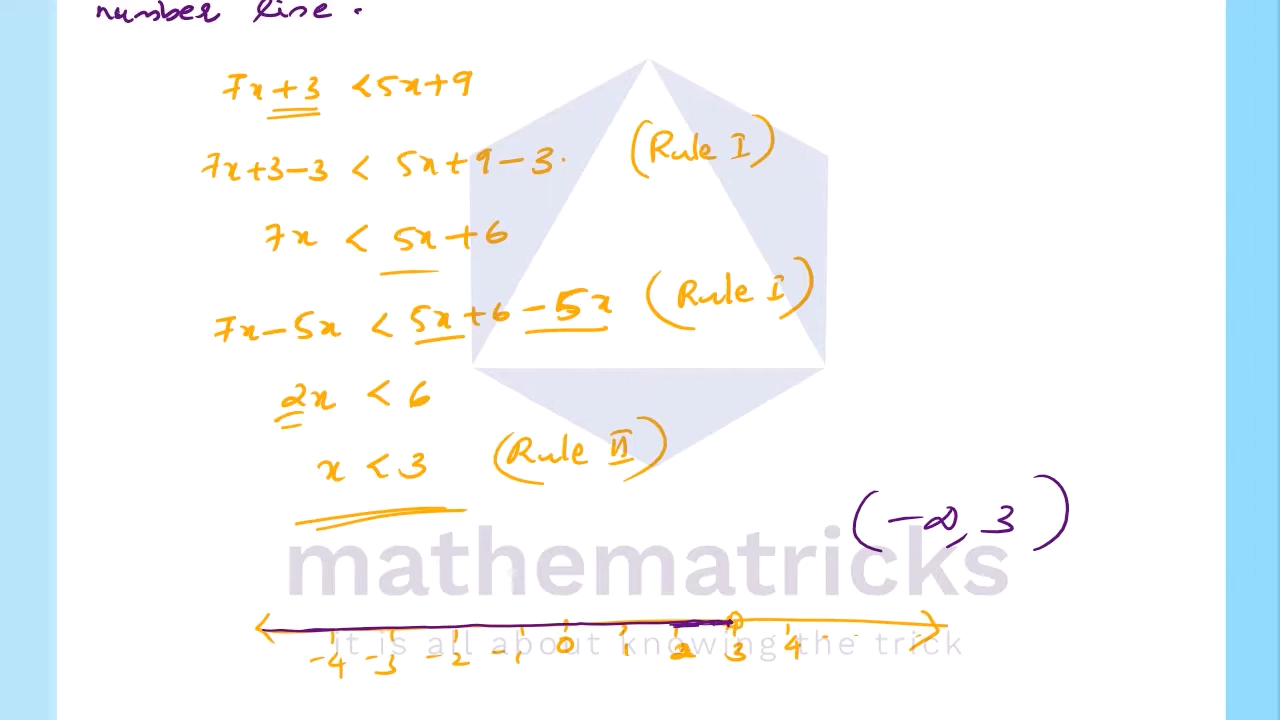 number line.
7x+3 <5x+9
7x+3-3 < 5x+9-3. (Rule I)
7x < 5x+6
7x-5x < 5x+6-5x (Rule I)
2x < 6
x < 3 (Rule II)
(-∞, 3)
mathematricks
-4 -3 -2 -1 0 1 2 3 4
it is all about knowing the trick